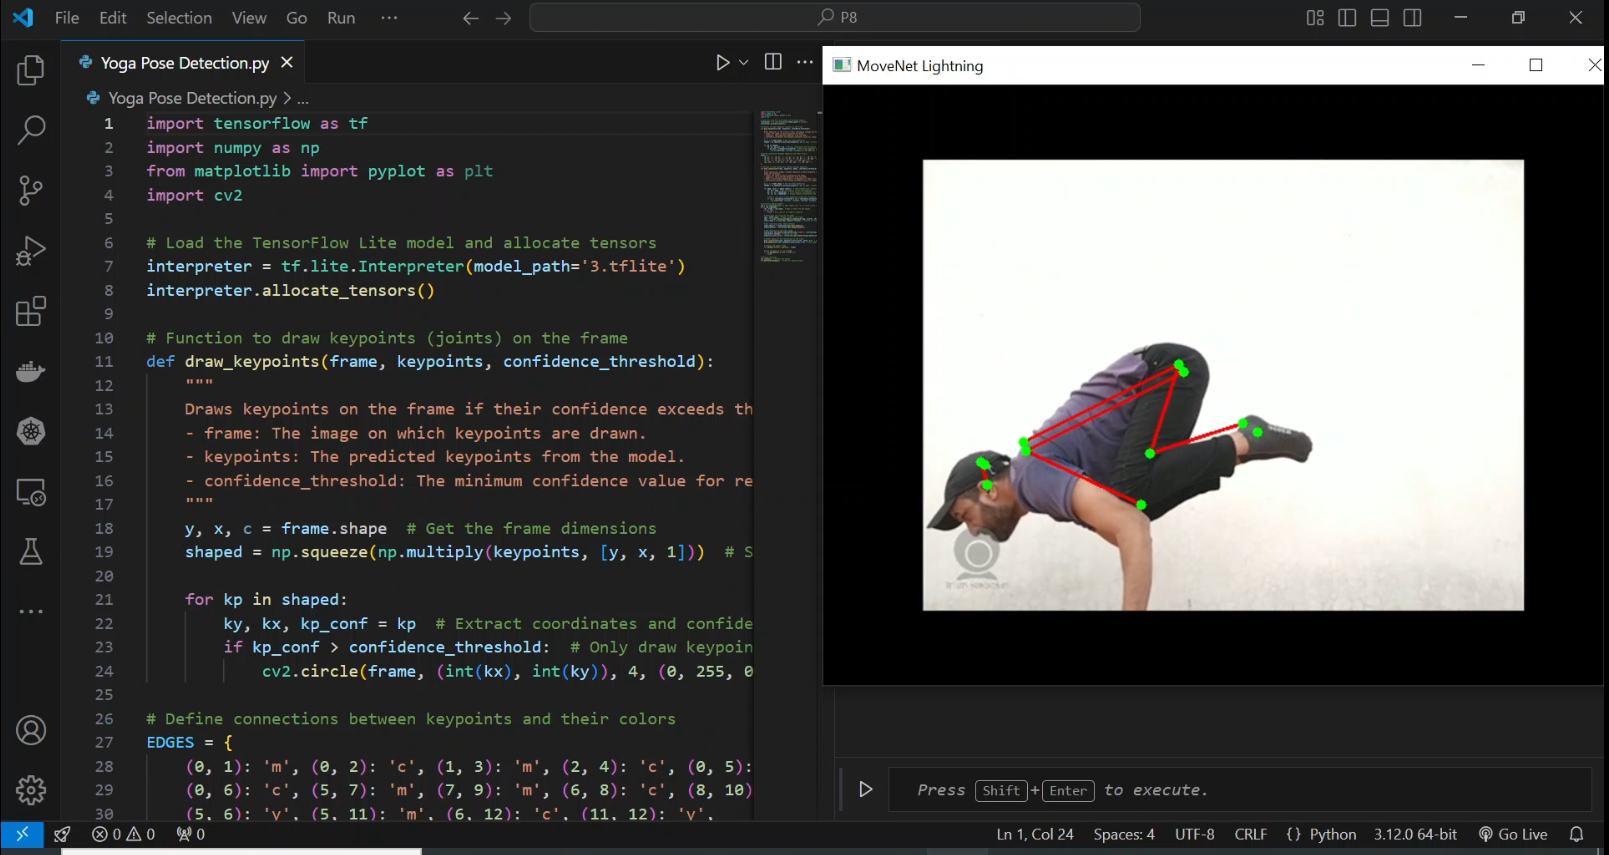 File Edit Selection View Go Run ··· P8
Yoga Pose Detection.py
Yoga Pose Detection.py > ...
1 import tensorflow as tf
2 import numpy as np
3 from matplotlib import pyplot as plt
4 import cv2
5
6 # Load the TensorFlow Lite model and allocate tensors
7 interpreter = tf.lite.Interpreter(model_path='3.tflite')
8 interpreter.allocate_tensors()
9
10 # Function to draw keypoints (joints) on the frame
11 def draw_keypoints(frame, keypoints, confidence_threshold):
12 """
13 Draws keypoints on the frame if their confidence exceeds th
14 - frame: The image on which keypoints are drawn.
15 - keypoints: The predicted keypoints from the model.
16 - confidence_threshold: The minimum confidence value for re
17 """
18 y, x, c = frame.shape # Get the frame dimensions
19 shaped = np.squeeze(np.multiply(keypoints, [y, x, 1])) # S
20
21 for kp in shaped:
22 ky, kx, kp_conf = kp # Extract coordinates and confide
23 if kp_conf > confidence_threshold: # Only draw keypoin
24 cv2.circle(frame, (int(kx), int(ky)), 4, (0, 255, 0
25
26 # Define connections between keypoints and their colors
27 EDGES = {
28 (0, 1): 'm', (0, 2): 'c', (1, 3): 'm', (2, 4): 'c', (0, 5):
29 (0, 6): 'c', (5, 7): 'm', (7, 9): 'm', (6, 8): 'c', (8, 10)
30 (5, 6): 'y', (5, 11): 'm', (6, 12): 'c', (11, 12): 'y',
MoveNet Lightning
Press Shift + Enter to execute.
0 0 0 Ln 1, Col 24 Spaces: 4 UTF-8 CRLF {} Python 3.12.0 64-bit Go Live